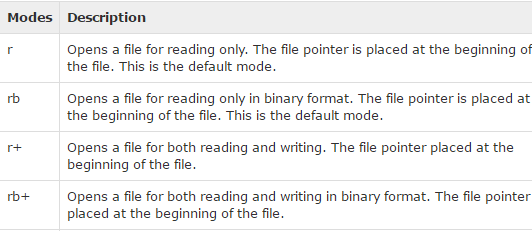 Modes Description
r Opens a file for reading only. The file pointer is placed at the beginning of
the file. This is the default mode.
rb Opens a file for reading only in binary format. The file pointer is placed at
the beginning of the file. This is the default mode.
r+ Opens a file for both reading and writing. The file pointer placed at the
beginning of the file.
rb+ Opens a file for both reading and writing in binary format. The file pointer
placed at the beginning of the file.